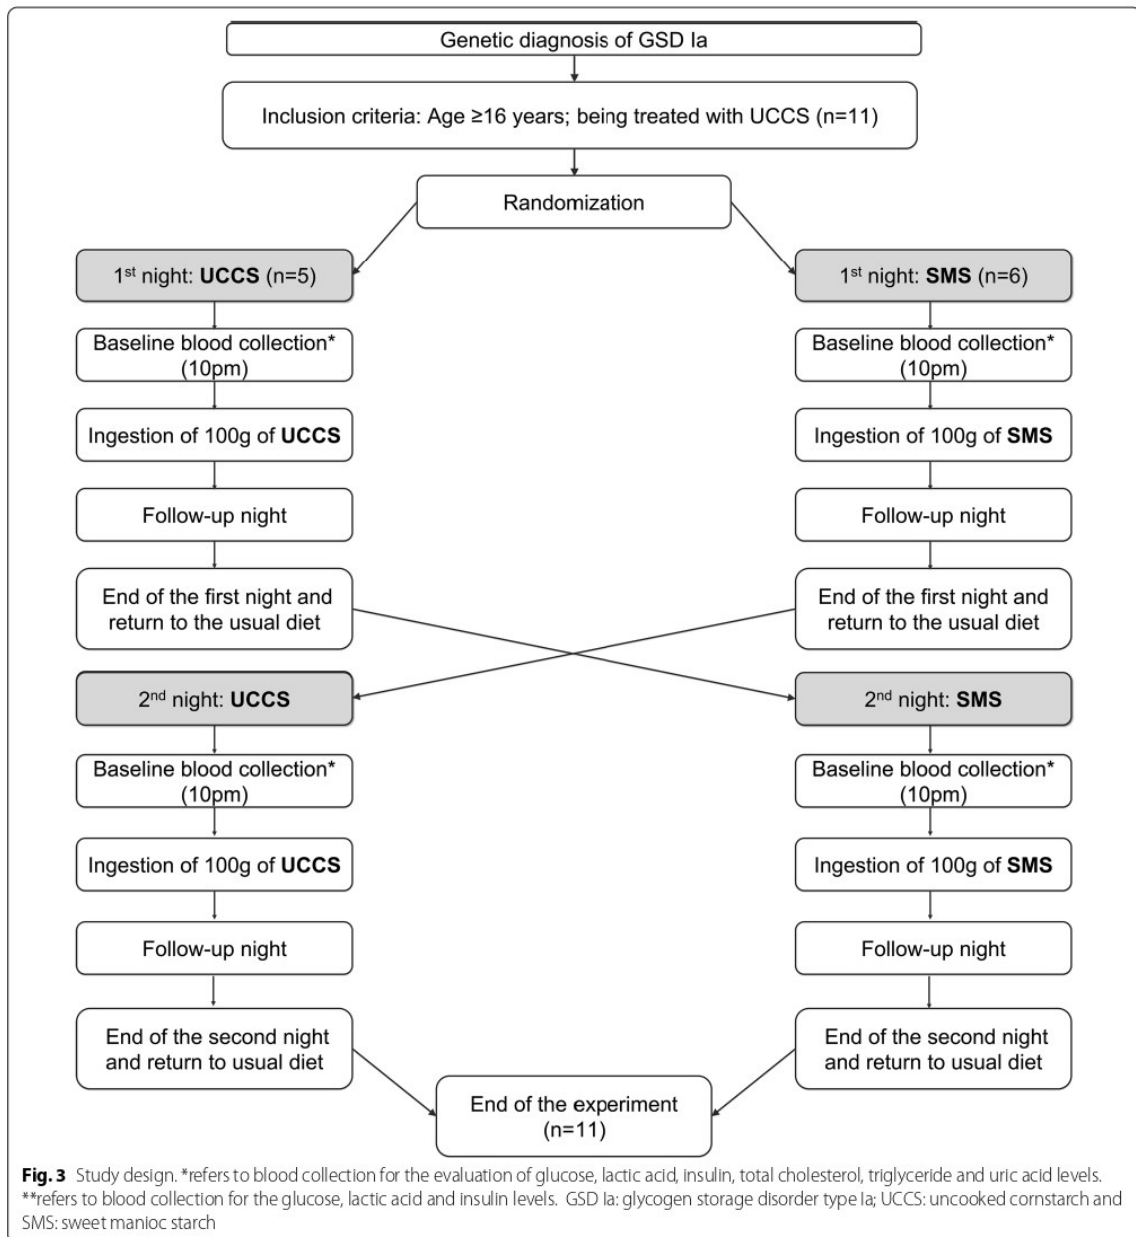 Genetic diagnosis of GSD Ia
Inclusion criteria: Age ≥16 years; being treated with UCCS (n=11)
Randomization
1st night: UCCS (n=5)
Baseline blood collection*
(10pm)
Ingestion of 100g of UCCS
Follow-up night
End of the first night and
return to the usual diet
1st night: SMS (n=6)
Baseline blood collection*
(10pm)
Ingestion of 100g of SMS
Follow-up night
End of the first night and
return to the usual diet
2nd night: UCCS
Baseline blood collection*
(10pm)
Ingestion of 100g of UCCS
Follow-up night
End of the second night
and return to usual diet
2nd night: SMS
Baseline blood collection*
(10pm)
Ingestion of 100g of SMS
Follow-up night
End of the second night
and return to usual diet
End of the experiment
(n=11)
Fig. 3 Study design. *refers to blood collection for the evaluation of glucose, lactic acid, insulin, total cholesterol, triglyceride and uric acid levels.
**refers to blood collection for the glucose, lactic acid and insulin levels. GSD Ia: glycogen storage disorder type Ia; UCCS: uncooked cornstarch and
SMS: sweet manioc starch